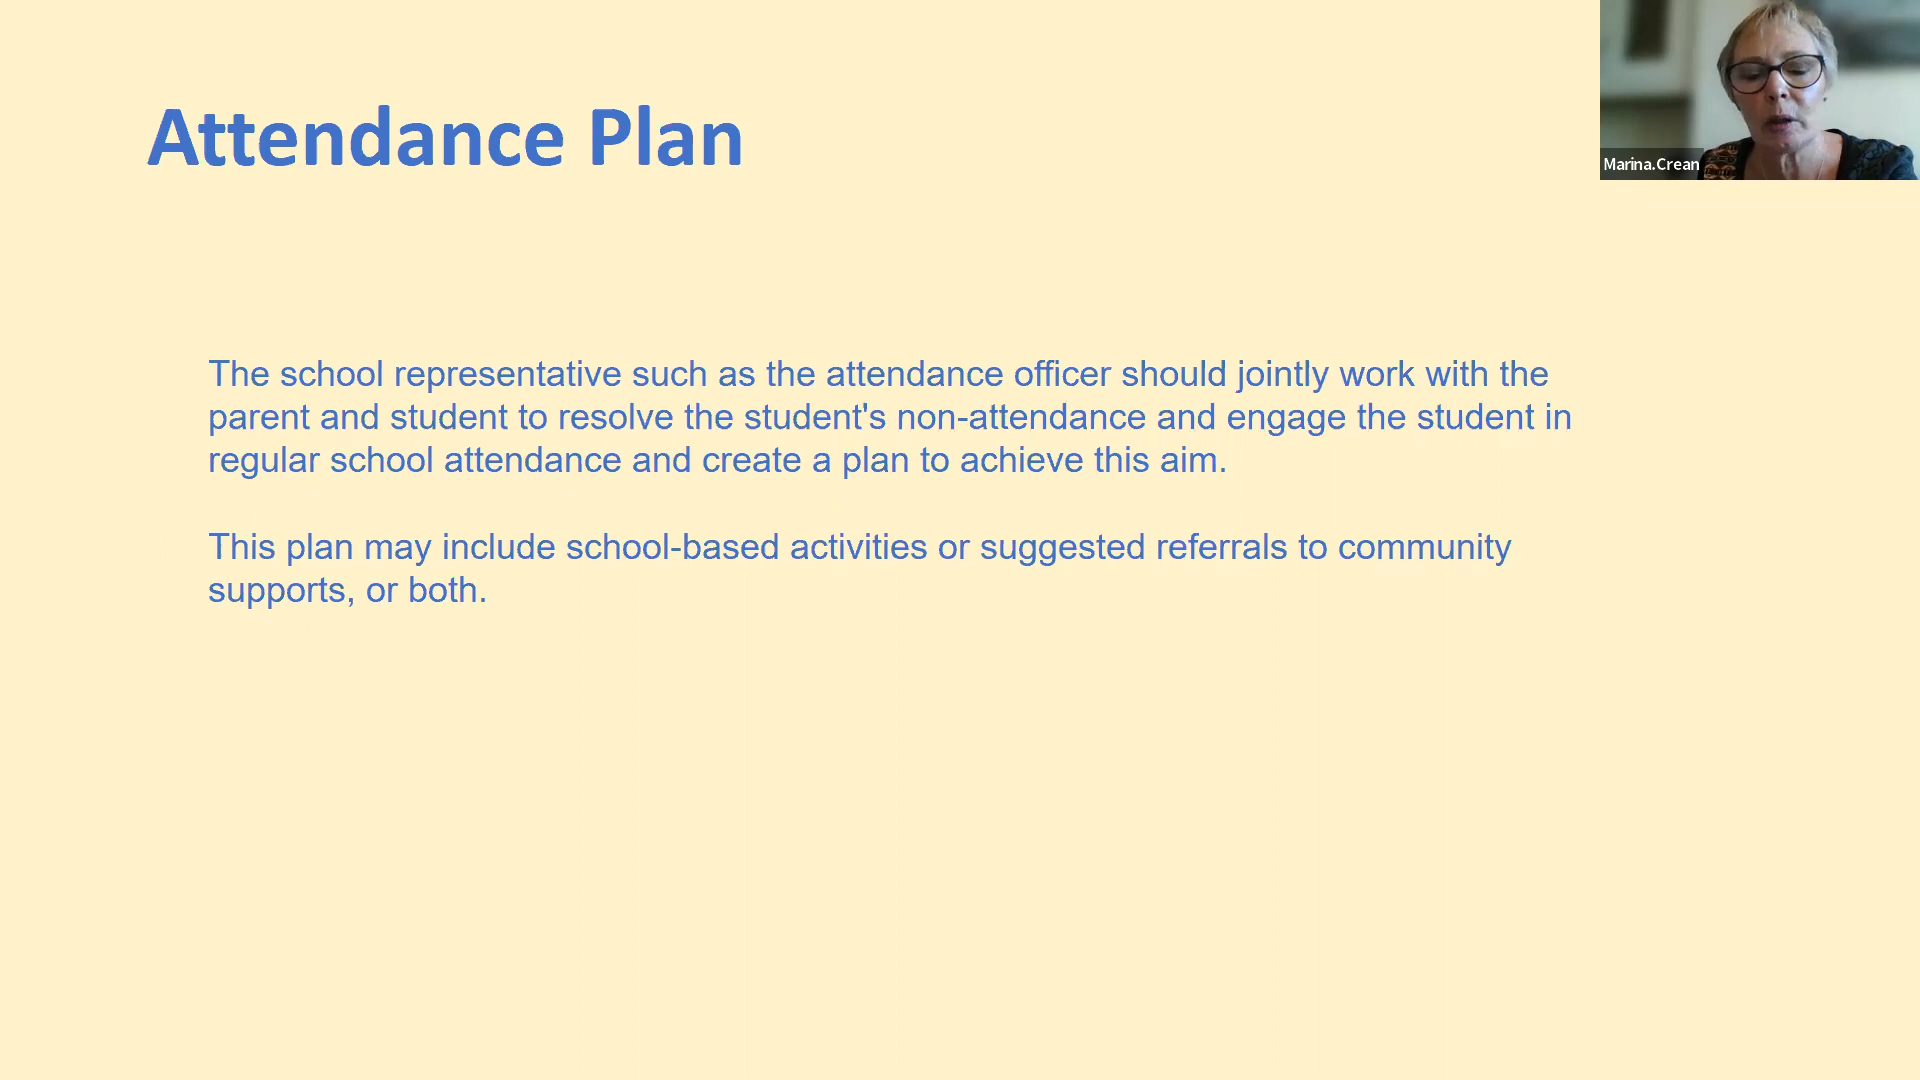 Attendance Plan
Marina.Crean
The school representative such as the attendance officer should jointly work with the
parent and student to resolve the student's non-attendance and engage the student in
regular school attendance and create a plan to achieve this aim.
This plan may include school-based activities or suggested referrals to community
supports, or both.